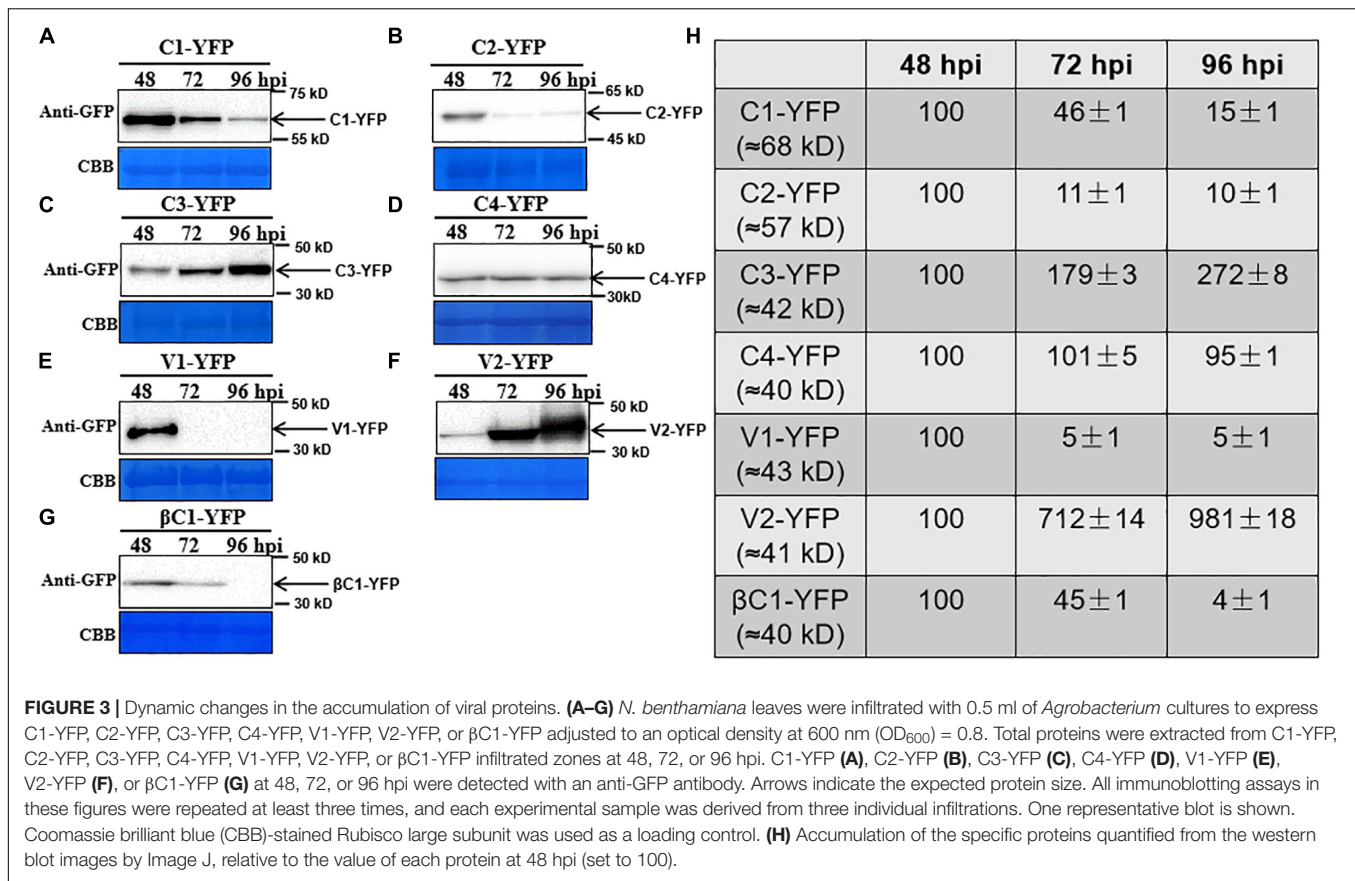 A
C1-YFP
48 72 96 hpi
75 kD
Anti-GFP
C1-YFP
55 kD
CBB
B
C2-YFP
48 72 96 hpi
65 kD
C2-YFP
45 kD
C
C3-YFP
48 72 96 hpi
50 kD
Anti-GFP
C3-YFP
30 kD
CBB
D
C4-YFP
48 72 96 hpi
50 kD
C4-YFP
30kD
E
V1-YFP
48 72 96 hpi
50 kD
Anti-GFP
V1-YFP
30 kD
CBB
F
V2-YFP
48 72 96 hpi
50 kD
V2-YFP
30 kD
G
βC1-YFP
48 72 96 hpi
50 kD
Anti-GFP
βC1-YFP
30 kD
CBB
H
48 hpi 72 hpi 96 hpi
C1-YFP (≈68 kD) 100 46±1 15±1
C2-YFP (≈57 kD) 100 11±1 10±1
C3-YFP (≈42 kD) 100 179±3 272±8
C4-YFP (≈40 kD) 100 101±5 95±1
V1-YFP (≈43 kD) 100 5±1 5±1
V2-YFP (≈41 kD) 100 712±14 981±18
βC1-YFP (≈40 kD) 100 45±1 4±1
FIGURE 3 | Dynamic changes in the accumulation of viral proteins. (A–G) N. benthamiana leaves were infiltrated with 0.5 ml of Agrobacterium cultures to express
C1-YFP, C2-YFP, C3-YFP, C4-YFP, V1-YFP, V2-YFP, or βC1-YFP adjusted to an optical density at 600 nm (OD600) = 0.8. Total proteins were extracted from C1-YFP,
C2-YFP, C3-YFP, C4-YFP, V1-YFP, V2-YFP, or βC1-YFP infiltrated zones at 48, 72, or 96 hpi. C1-YFP (A), C2-YFP (B), C3-YFP (C), C4-YFP (D), V1-YFP (E),
V2-YFP (F), or βC1-YFP (G) at 48, 72, or 96 hpi were detected with an anti-GFP antibody. Arrows indicate the expected protein size. All immunoblotting assays in
these figures were repeated at least three times, and each experimental sample was derived from three individual infiltrations. One representative blot is shown.
Coomassie brilliant blue (CBB)-stained Rubisco large subunit was used as a loading control. (H) Accumulation of the specific proteins quantified from the western
blot images by Image J, relative to the value of each protein at 48 hpi (set to 100).